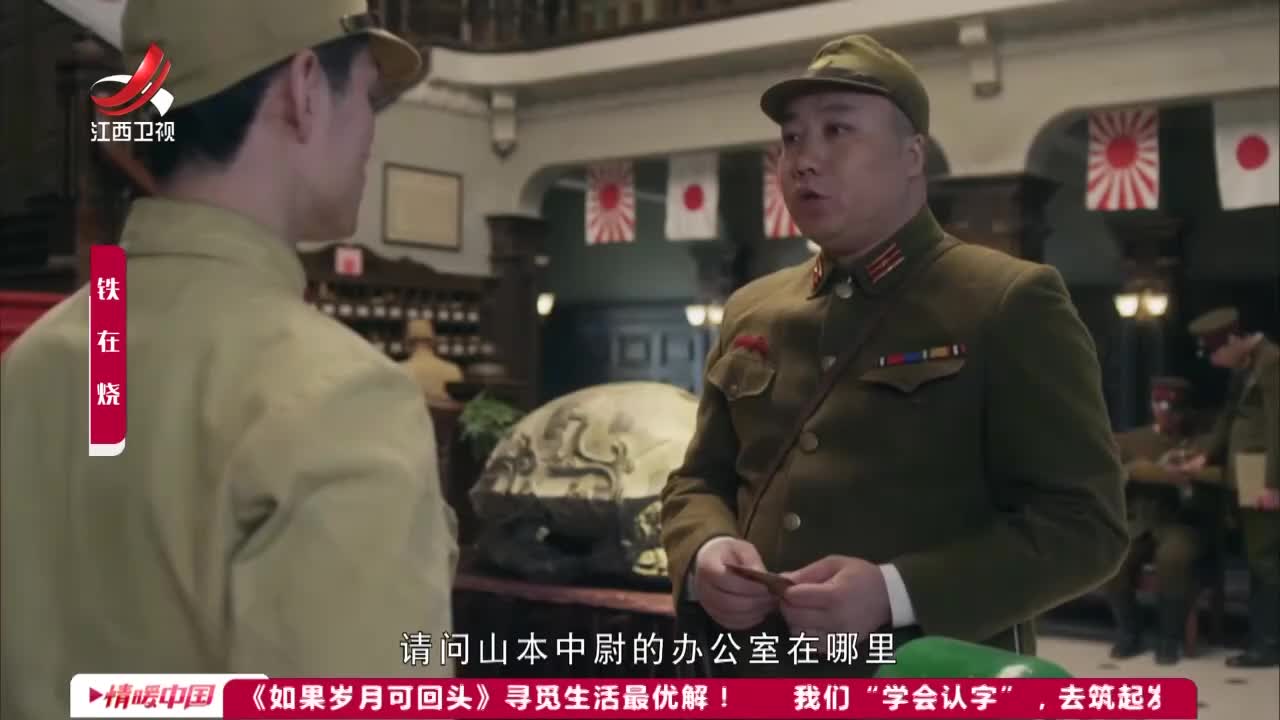 江西卫视
铁在烧
请问山本中尉的办公室在哪里
情暖中国
《如果岁月可回头》寻觅生活最优解！ 我们“学会认字”，去筑起发